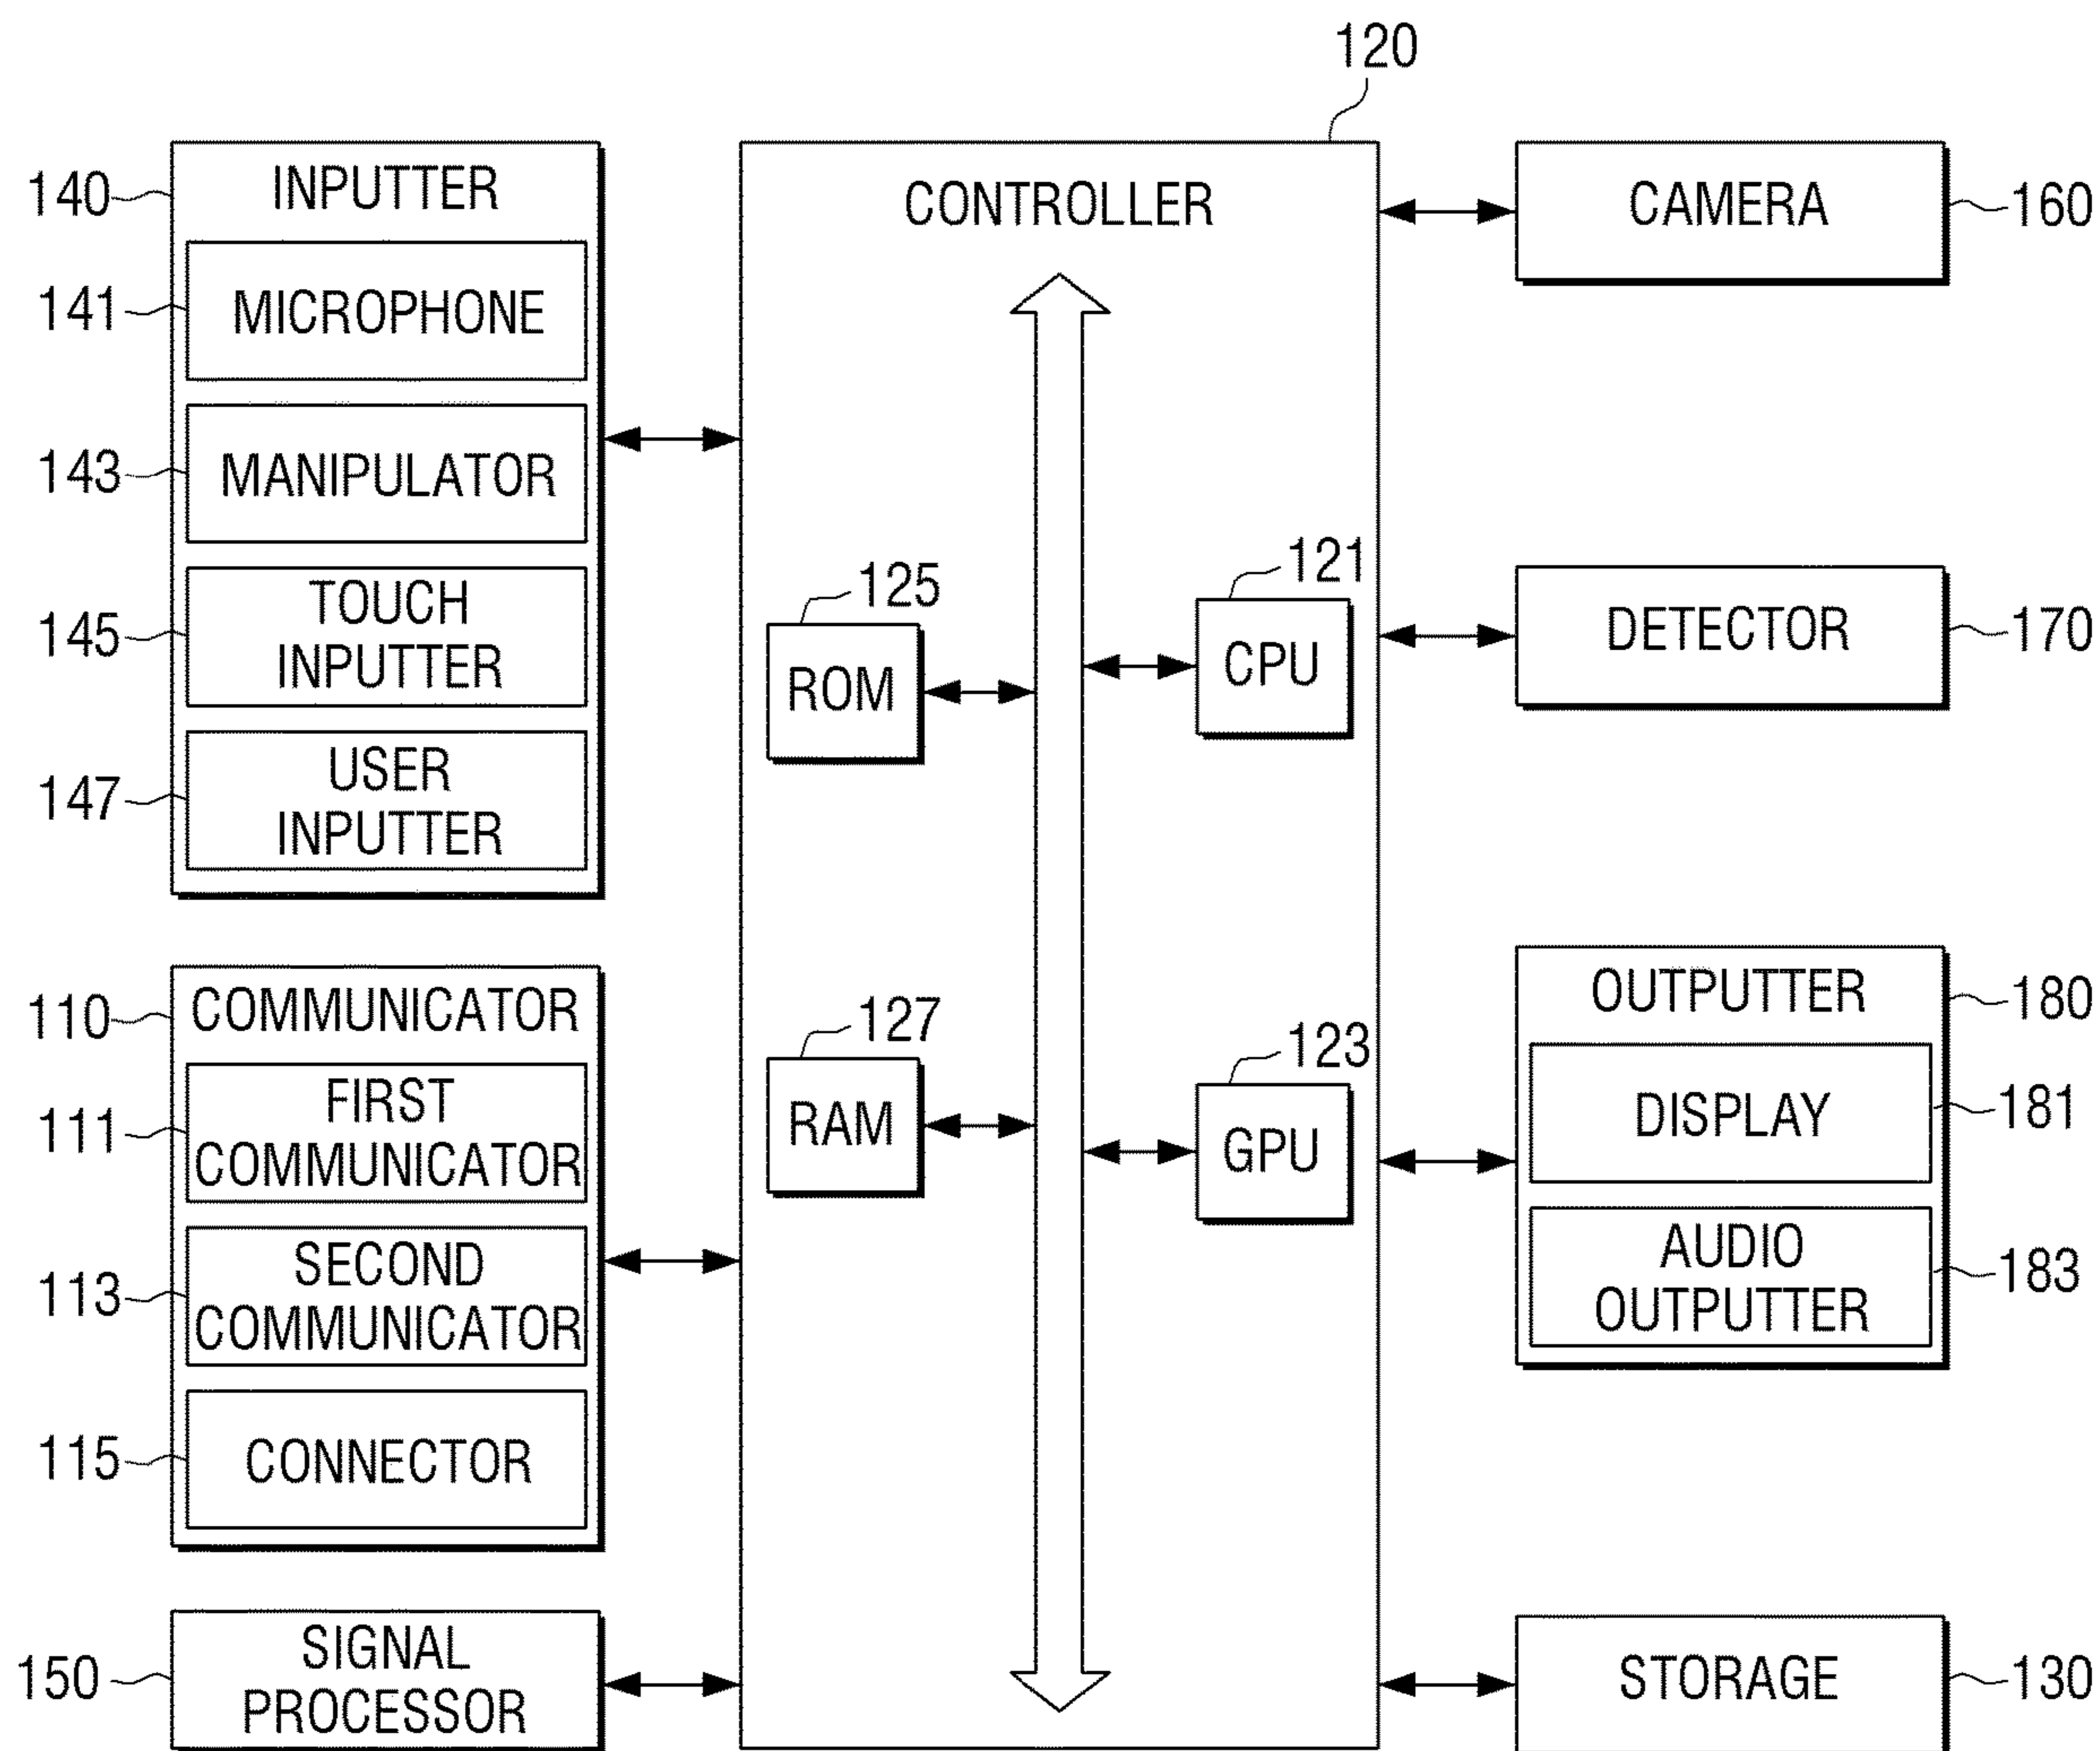 120
140
INPUTTER
141
MICROPHONE
143
MANIPULATOR
145
TOUCH
INPUTTER
147
USER
INPUTTER
110
COMMUNICATOR
111
FIRST
COMMUNICATOR
113
SECOND
COMMUNICATOR
115
CONNECTOR
150
SIGNAL
PROCESSOR
CONTROLLER
125
ROM
121
CPU
127
RAM
123
GPU
CAMERA
160
DETECTOR
170
OUTPUTTER
180
DISPLAY
181
AUDIO
OUTPUTTER
183
STORAGE
130